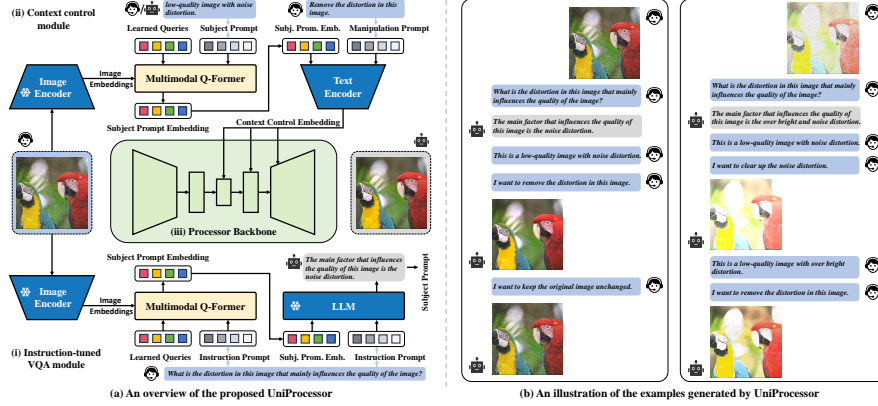 (ii) Context control
module
low-quality image with noise
distortion.
Remove the distortion in this
image.
Learned Queries
Subject Prompt
Subj. Prom. Emb.
Manipulation Prompt
Image
Encoder
Image
Embeddings
Multimodal Q-Former
Text
Encoder
Subject Prompt Embedding
Context Control Embedding
(iii) Processor Backbone
Subject Prompt Embedding
The main factor that influences
the quality of this image is the
noise distortion.
Subject Prompt
Image
Encoder
Image
Embeddings
Multimodal Q-Former
LLM
(i) Instruction-tuned
VQA module
Learned Queries
Instruction Prompt
Subj. Prom. Emb.
Instruction Prompt
What is the distortion in this image that mainly influences the quality of the image?
(a) An overview of the proposed UniProcessor
What is the distortion in this image that mainly
influences the quality of the image?
The main factor that influences the quality of
this image is the noise distortion.
This is a low-quality image with noise distortion.
I want to remove the distortion in this image.
I want to keep the original image unchanged.
What is the distortion in this image that mainly
influences the quality of the image?
The main factor that influences the quality of
this image is the over bright and noise distortion.
This is a low-quality image with noise distortion.
I want to clear up the noise distortion.
This is a low-quality image with over bright
distortion.
I want to remove the distortion in this image.
(b) An illustration of the examples generated by UniProcessor